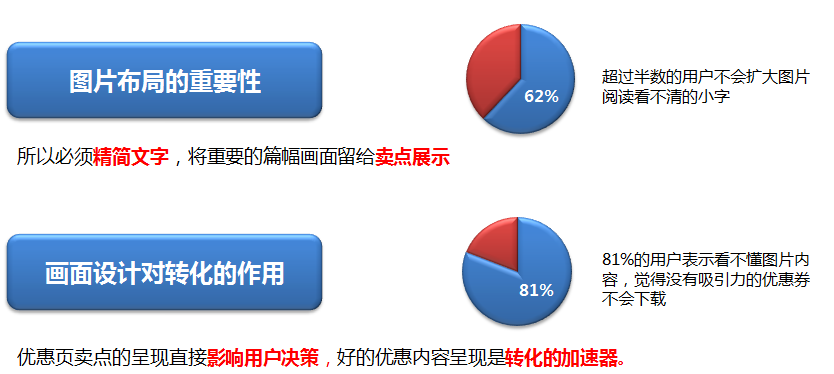 图片布局的重要性
62%
超过半数的用户不会扩大图片
阅读看不清的小字
所以必须精简文字，将重要的篇幅画面留给卖点展示
画面设计对转化的作用
81%
81%的用户表示看不懂图片内
容，觉得没有吸引力的优惠券
不会下载
优惠页卖点的呈现直接影响用户决策，好的优惠内容呈现是转化的加速器。